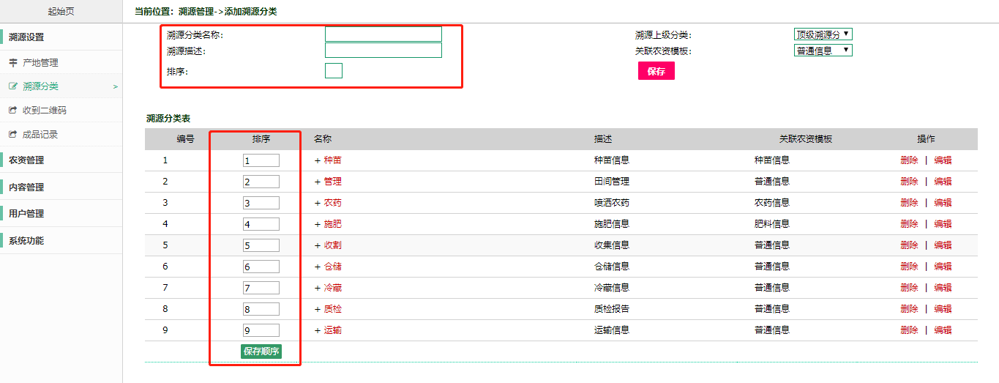 起始页
当前位置：溯源管理->添加溯源分类
溯源设置
产地管理
溯源分类 >
收到二维码
成品记录
农资管理
内容管理
用户管理
系统功能
溯源分类名称: 溯源上级分类: 顶级溯源分
溯源描述: 关联农资模板: 普通信息
排序: 保存
溯源分类表
编号 排序 名称 描述 关联农资模板 操作
1 1 + 种苗 种苗信息 种苗信息 删除 | 编辑
2 2 + 管理 田间管理 普通信息 删除 | 编辑
3 3 + 农药 喷洒农药 农药信息 删除 | 编辑
4 4 + 施肥 施肥信息 肥料信息 删除 | 编辑
5 5 + 收割 收集信息 普通信息 删除 | 编辑
6 6 + 仓储 仓储信息 普通信息 删除 | 编辑
7 7 + 冷藏 冷藏信息 普通信息 删除 | 编辑
8 8 + 质检 质检报告 普通信息 删除 | 编辑
9 9 + 运输 运输信息 普通信息 删除 | 编辑
保存顺序